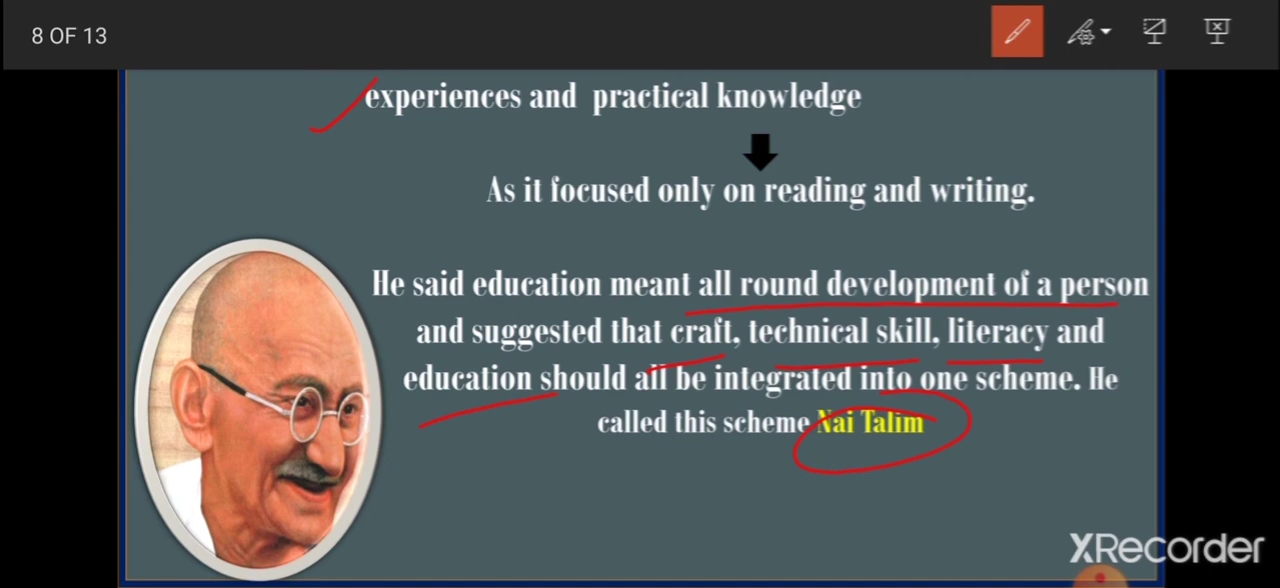 8 OF 13
experiences and practical knowledge
As it focused only on reading and writing.
He said education meant all round development of a person
and suggested that craft, technical skill, literacy and
education should all be integrated into one scheme. He
called this scheme Nai Talim
XRecorder